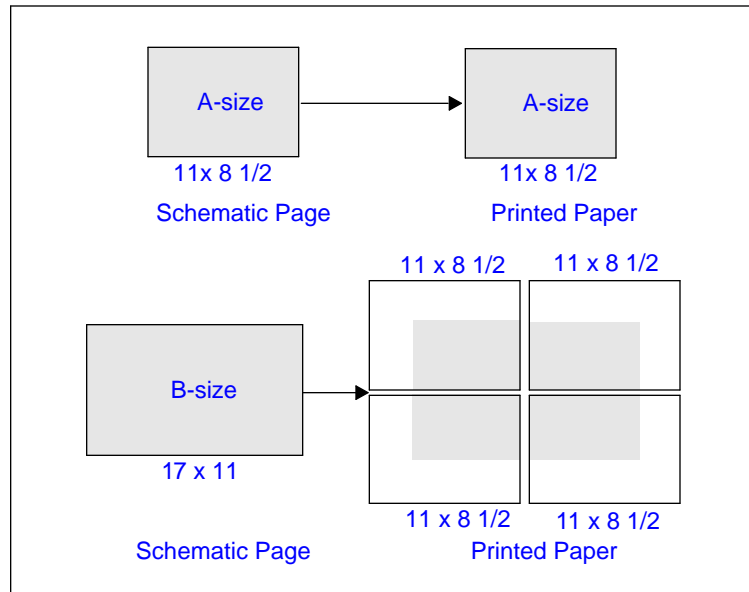 A-size
A-size
11x 8 1/2
11x 8 1/2
Schematic Page
Printed Paper
11 x 8 1/2
11 x 8 1/2
B-size
17 x 11
11 x 8 1/2
11 x 8 1/2
Schematic Page
Printed Paper